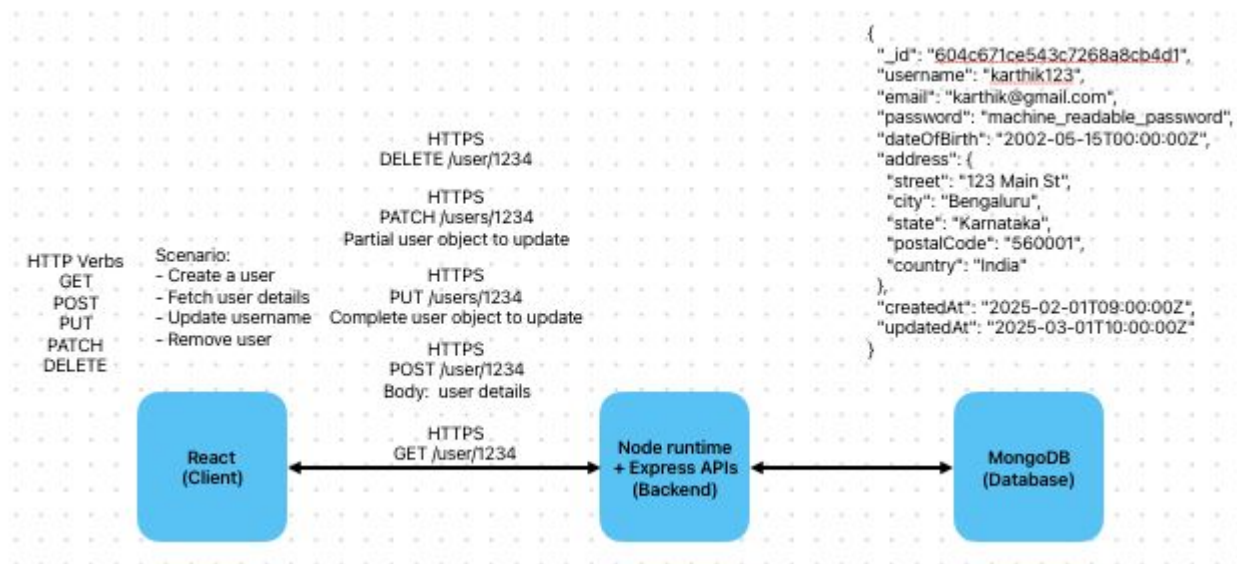 HTTP Verbs
GET
POST
PUT
PATCH
DELETE
Scenario:
- Create a user
- Fetch user details
- Update username
- Remove user
HTTPS
DELETE /user/1234
HTTPS
PATCH /users/1234
Partial user object to update
HTTPS
PUT /users/1234
Complete user object to update
HTTPS
POST /user/1234
Body:  user details
HTTPS
GET /user/1234
{
"_id": "604c671ce543c7268a8cb4d1",
"username": "karthik123",
"email": "karthik@gmail.com",
"password": "machine_readable_password",
"dateOfBirth": "2002-05-15T00:00:00Z",
"address": {
"street": "123 Main St",
"city": "Bengaluru",
"state": "Karnataka",
"postalCode": "560001",
"country": "India"
},
"createdAt": "2025-02-01T09:00:00Z",
"updatedAt": "2025-03-01T10:00:00Z"
}
React
(Client)
Node runtime
+ Express APIs
(Backend)
MongoDB
(Database)